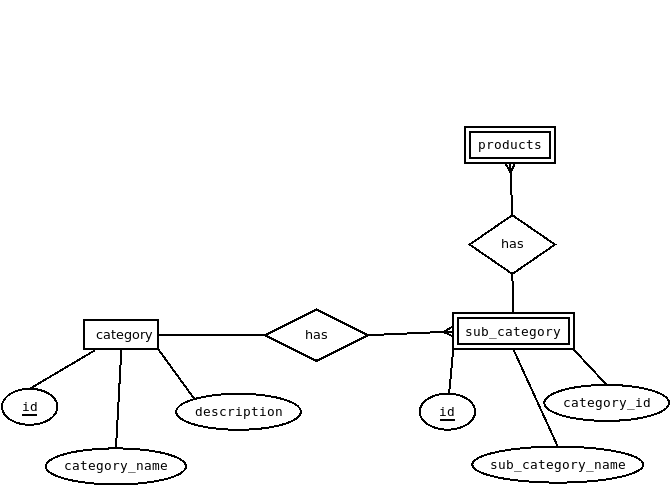 products
has
category
has
sub_category
id
description
id
category_id
category_name
sub_category_name